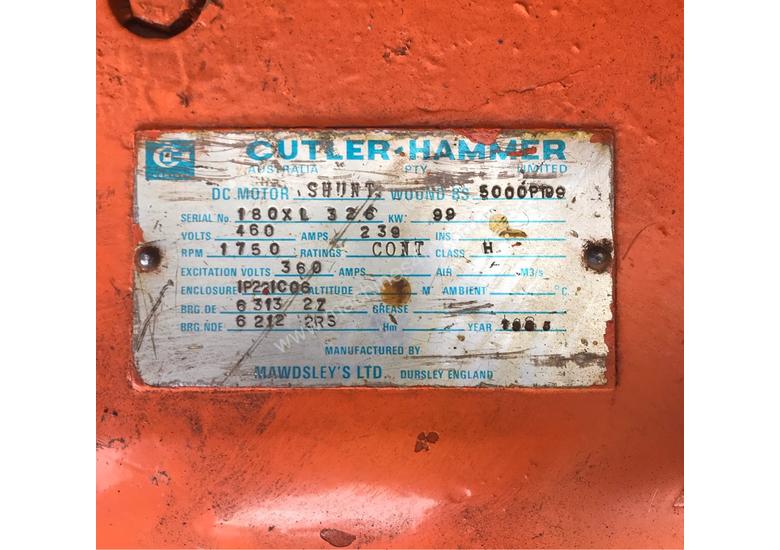 CUTLER-HAMMER
AUSTRALIA PTY LIMITED
DC MOTOR SHUNT WOUND BS 5000P199
SERIAL No. 180XL 326 KW. 99
VOLTS 460 AMPS 239 INS
RPM 1750 RATINGS CONT CLASS H
EXCITATION VOLTS 360 AMPS AIR M3/s
ENCLOSURE IP22IC06 ALTITUDE M AMBIENT °C
BRG.DE 6313 2Z GREASE
BRG.NDE 6212 2RS Hm YEAR
MANUFACTURED BY
MAWDSLEY'S LTD. DURSLEY ENGLAND